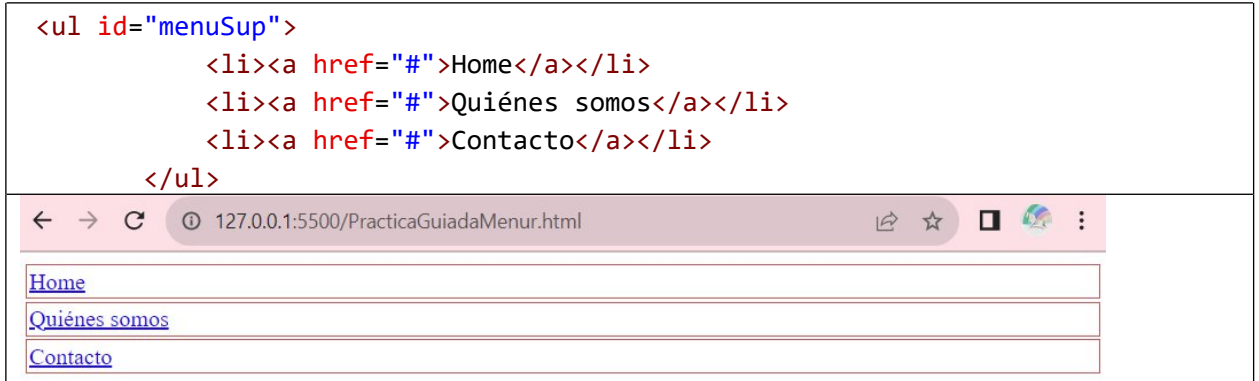 <ul id="menuSup">
<li><a href="#">Home</a></li>
<li><a href="#">Quiénes somos</a></li>
<li><a href="#">Contacto</a></li>
</ul>
127.0.0.1:5500/PracticaGuiadaMenur.html
Home
Quiénes somos
Contacto